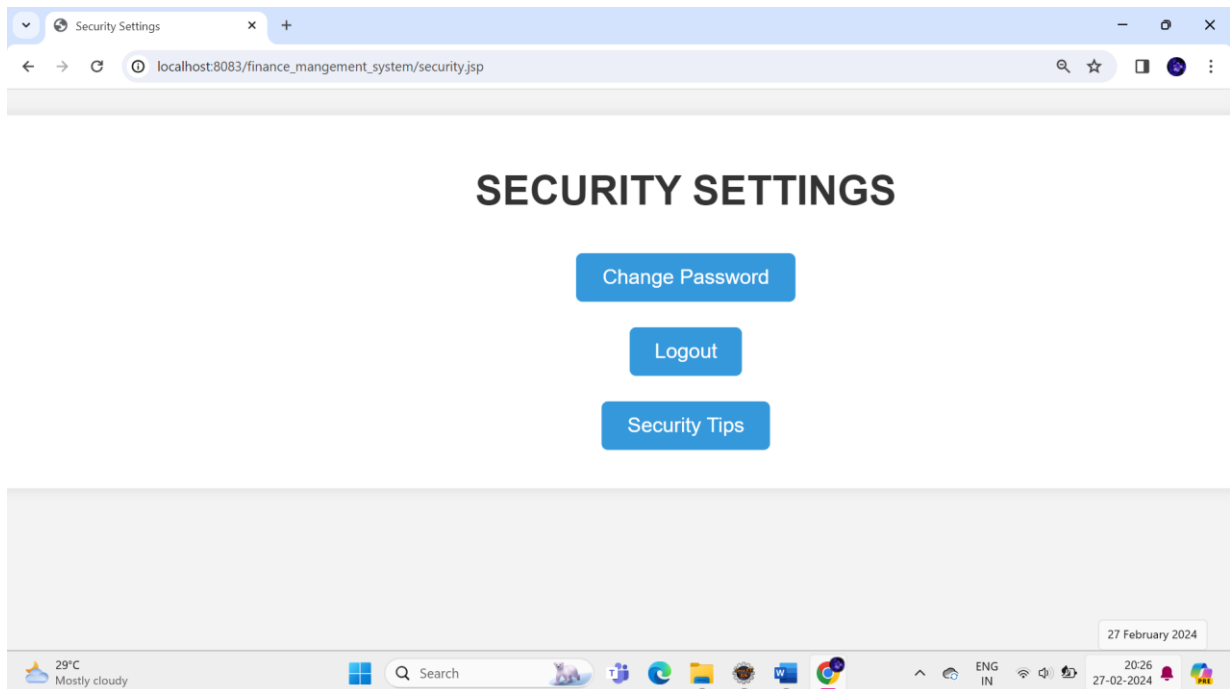 Security Settings
localhost:8083/finance_mangement_system/security.jsp
SECURITY SETTINGS
Change Password
Logout
Security Tips
27 February 2024
29°C
Mostly cloudy
Search
ENG
IN
20:26
27-02-2024
PRE